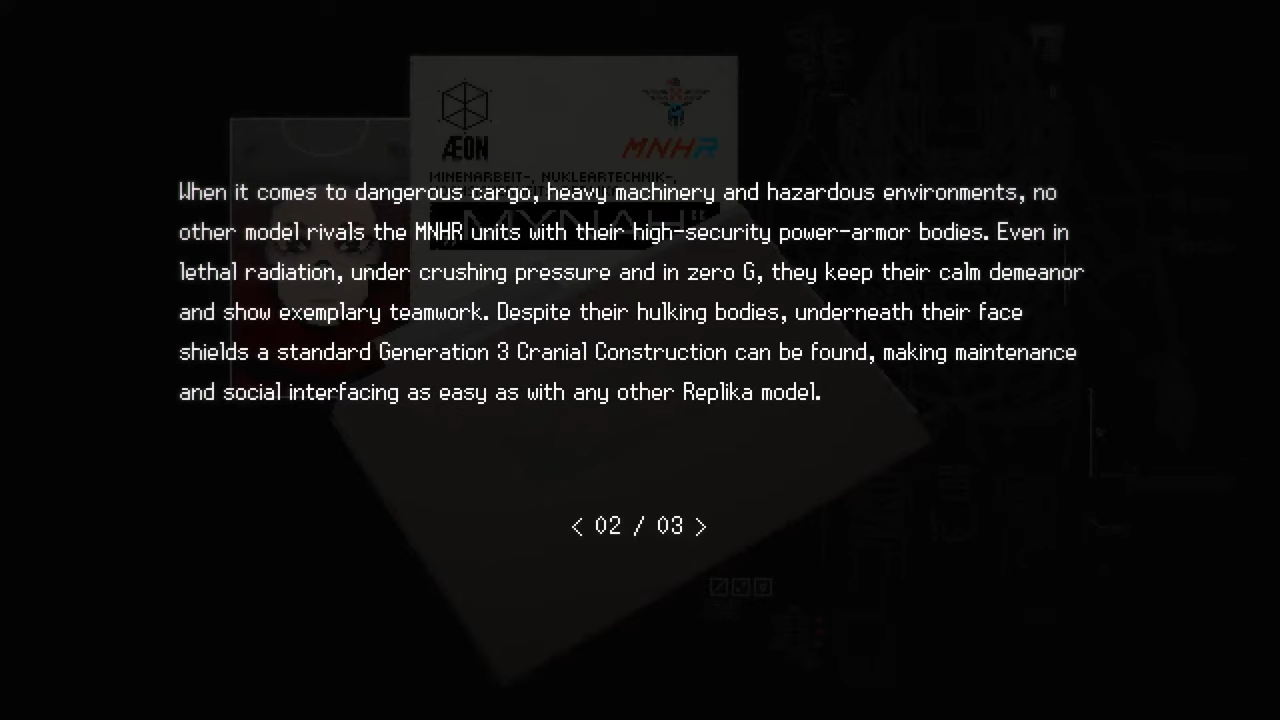 ÆON
MNHR
MINENARBEIT-, NUKLEARTECHNIK-,
„MYNAH“
When it comes to dangerous cargo, heavy machinery and hazardous environments, no
other model rivals the MNHR units with their high-security power-armor bodies. Even in
lethal radiation, under crushing pressure and in zero G, they keep their calm demeanor
and show exemplary teamwork. Despite their hulking bodies, underneath their face
shields a standard Generation 3 Cranial Construction can be found, making maintenance
and social interfacing as easy as with any other Replika model.
< 02 / 03 >